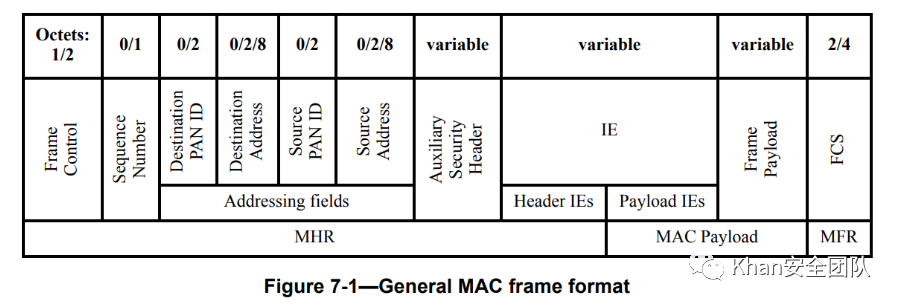 Octets: 1/2 0/1 0/2 0/2/8 0/2 0/2/8 variable variable variable 2/4
Frame Control
Sequence Number
Destination PAN ID
Destination Address
Source PAN ID
Source Address
Auxiliary Security Header
IE
Frame Payload
FCS
Addressing fields
Header IEs
Payload IEs
MHR
MAC Payload
MFR
Khan安全团队
Figure 7-1—General MAC frame format